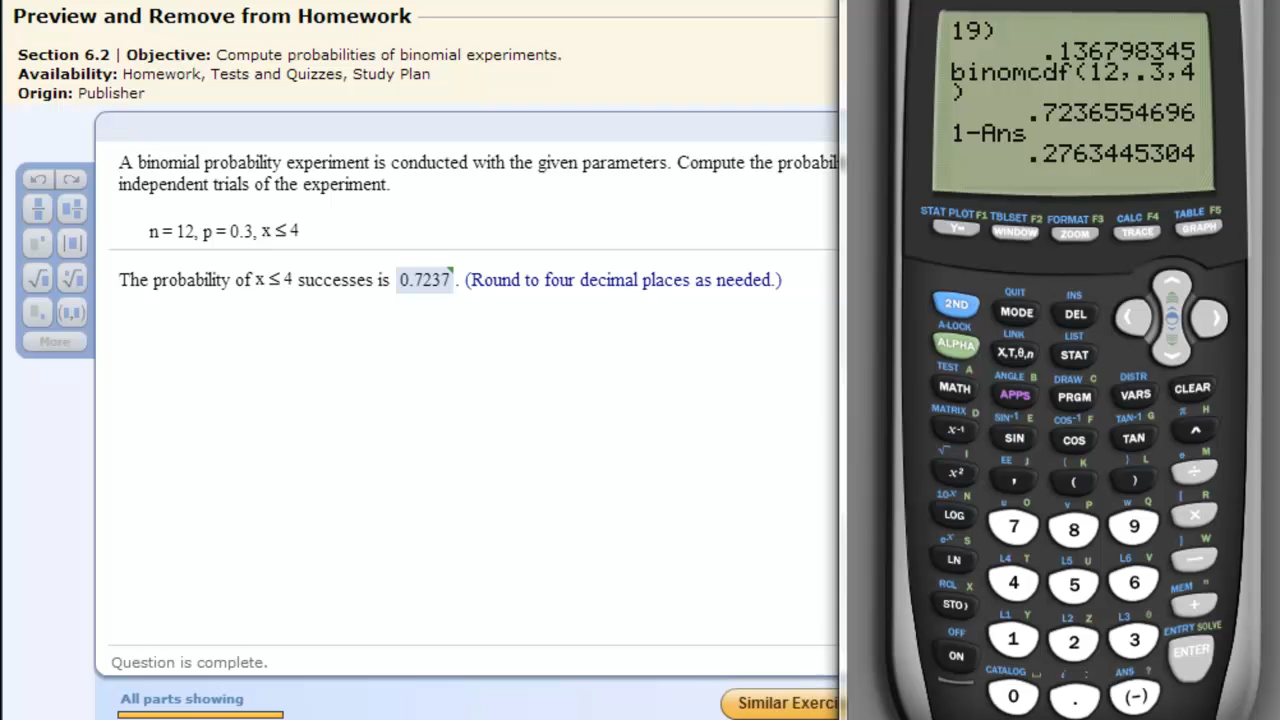 Preview and Remove from Homework
Section 6.2 | Objective: Compute probabilities of binomial experiments.
Availability: Homework, Tests and Quizzes, Study Plan
Origin: Publisher
A binomial probability experiment is conducted with the given parameters. Compute the probabil
independent trials of the experiment.
n = 12, p = 0.3, x ≤ 4
The probability of x ≤ 4 successes is 0.7237 . (Round to four decimal places as needed.)
More
Question is complete.
All parts showing
Similar Exerci
19)
.136798345
binomcdf(12,.3,4
)
.7236554696
1-Ans
.2763445304
STAT PLOT F1 TBLSET F2 FORMAT F3 CALC F4 TABLE F5
Y= WINDOW ZOOM TRACE GRAPH
QUIT INS
2ND MODE DEL
A-LOCK LINK LIST
ALPHA X,T,θ,n STAT
TEST A ANGLE B DRAW C DISTR
MATH APPS PRGM VARS CLEAR
MATRIX D SIN⁻¹ E COS⁻¹ F TAN⁻¹ G π H
x⁻¹ SIN COS TAN ^
√ I EE J { K } L e M
x² , ( ) ÷
10ˣ N u O v P w Q [ R
LOG 7 8 9 ×
eˣ S L4 T L5 U L6 V ] W
LN 4 5 6 —
RCL X L1 Y L2 Z L3 θ MEM "
STO⟩ 1 2 3 +
OFF CATALOG ⎵ i : ANS ? ENTRY SOLVE
ON 0 . (−) ENTER